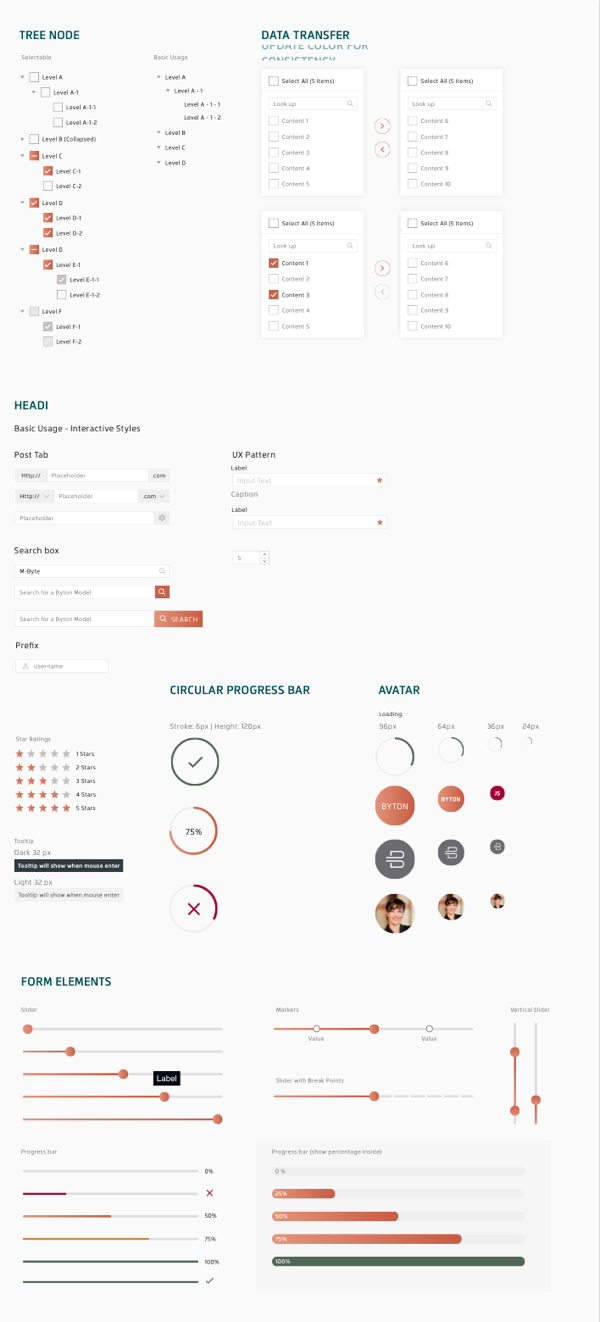 TREE NODE
Selectable
Level A
Level A-1
Level A-1-1
Level A-1-2
Level B (Collapsed)
Level C
Level C-1
Level C-2
Level D
Level D-1
Level D-2
Level D
Level E-1
Level E-1-1
Level E-1-2
Level F
Level F-1
Level F-2
Basic Usage
Level A
Level A - 1
Level A - 1 - 1
Level A - 1 - 2
Level B
Level C
Level D
DATA TRANSFER
UPDATE COLOR FOR
CONSISTENCY
Select All (5 Items)
Look up
Content 1
Content 2
Content 3
Content 4
Content 5
Select All (5 Items)
Look up
Content 6
Content 7
Content 8
Content 9
Content 10
Select All (5 Items)
Look up
Content 1
Content 2
Content 3
Content 4
Content 5
Select All (5 Items)
Look up
Content 6
Content 7
Content 8
Content 9
Content 10
HEADI
Basic Usage - Interactive Styles
Post Tab
Http:// Placeholder .com
Http:// Placeholder .com
Placeholder
Search box
M-Byte
Search for a Byton Model
Search for a Byton Model SEARCH
Prefix
Username
UX Pattern
Label
Input Text
Caption
Label
Input Text
5
Star Ratings
1 Stars
2 Stars
3 Stars
4 Stars
5 Stars
Tooltip
Dark 32 px
Tooltip will show when mouse enter
Light 32 px
Tooltip will show when mouse enter
CIRCULAR PROGRESS BAR
Stroke: 6px | Height: 120px
75%
AVATAR
Loading
96px 64px 36px 24px
BYTON BYTON JS
FORM ELEMENTS
Slider
Label
Markers
Value Value
Slider with Break Points
Vertical Slider
Progress bar
0%
50%
75%
100%
Progress bar (show percentage inside)
0 %
25%
50%
75%
100%